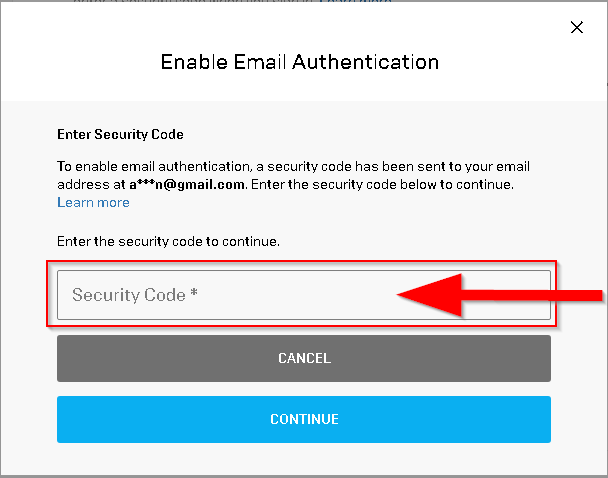 Enable Email Authentication
Enter Security Code
To enable email authentication, a security code has been sent to your email
address at a***n@gmail.com. Enter the security code below to continue.
Learn more
Enter the security code to continue.
Security Code *
CANCEL
CONTINUE